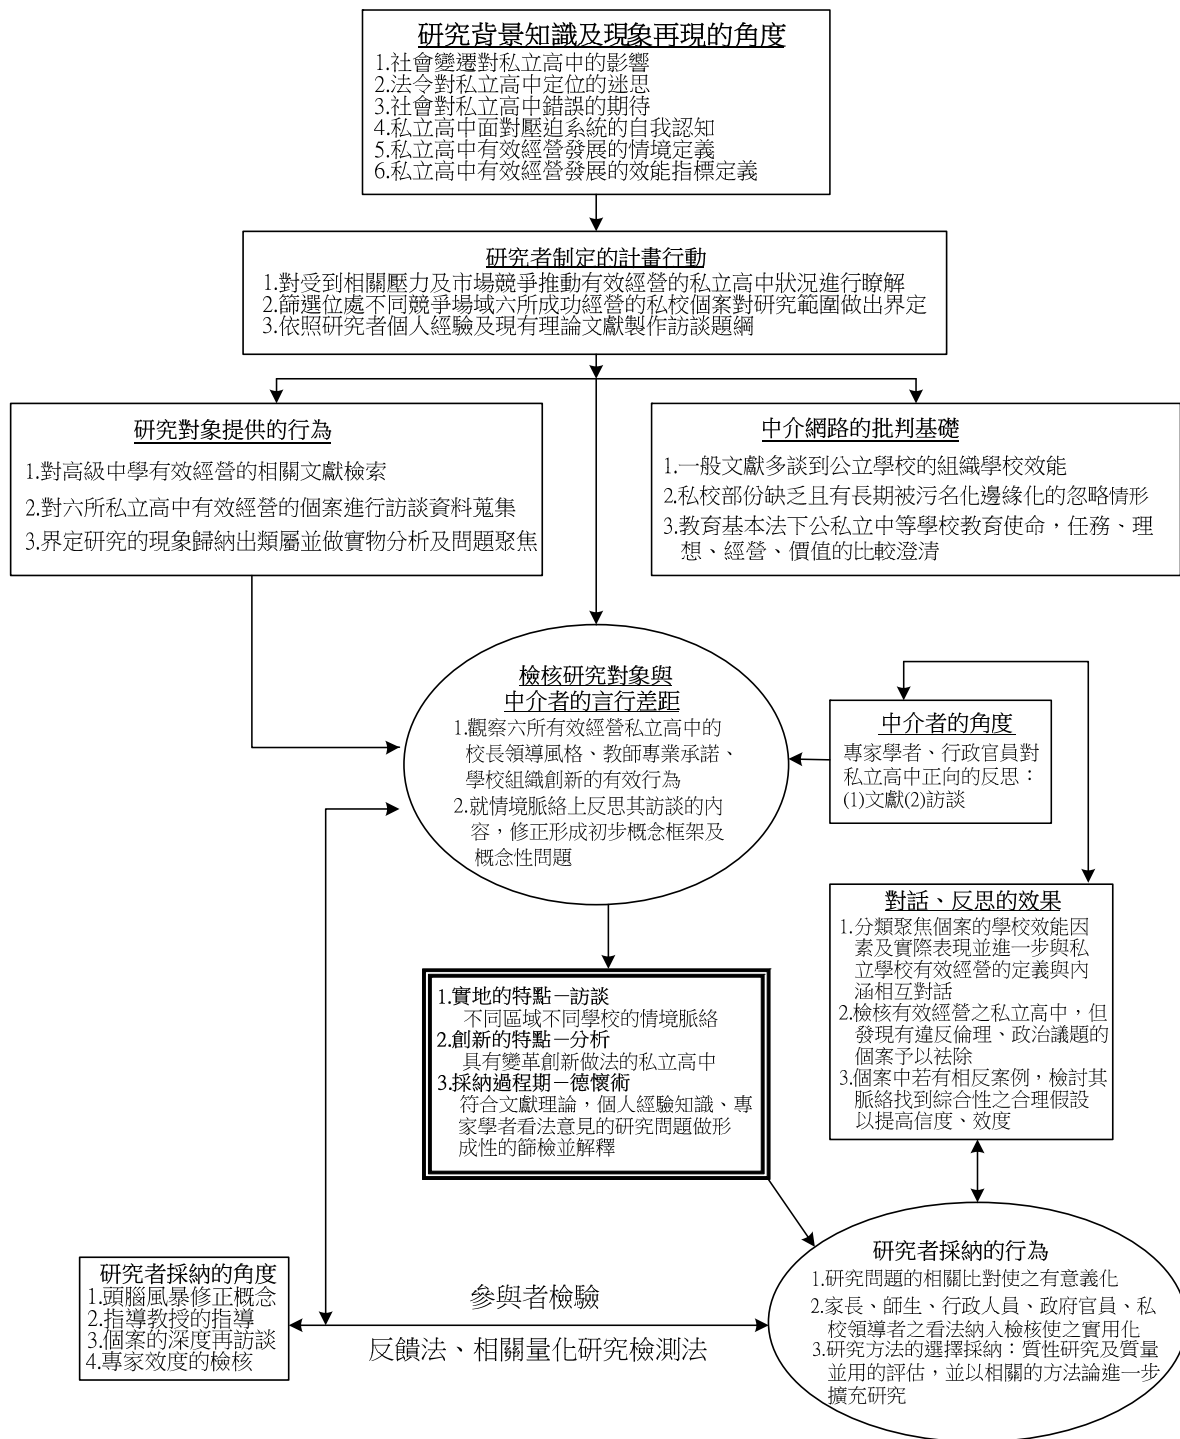 研究背景知識及現象再現的角度
1.社會變遷對私立高中的影響
2.法令對私立高中定位的迷思
3.社會對私立高中錯誤的期待
4.私立高中面對壓迫系統的自我認知
5.私立高中有效經營發展的情境定義
6.私立高中有效經營發展的效能指標定義
研究者制定的計畫行動
1.對受到相關壓力及市場競爭推動有效經營的私立高中狀況進行瞭解
2.篩選位處不同競爭場域六所成功經營的私校個案對研究範圍做出界定
3.依照研究者個人經驗及現有理論文獻製作訪談題綱
研究對象提供的行為
1.對高級中學有效經營的相關文獻檢索
2.對六所私立高中有效經營的個案進行訪談資料蒐集
3.界定研究的現象歸納出類屬並做實物分析及問題聚焦
中介網路的批判基礎
1.一般文獻多談到公立學校的組織學校效能
2.私校部份缺乏且有長期被污名化邊緣化的忽略情形
3.教育基本法下公私立中等學校教育使命，任務、理
想、經營、價值的比較澄清
檢核研究對象與
中介者的言行差距
1.觀察六所有效經營私立高中的
校長領導風格、教師專業承諾、
學校組織創新的有效行為
2.就情境脈絡上反思其訪談的內
容，修正形成初步概念框架及
概念性問題
中介者的角度
專家學者、行政官員對
私立高中正向的反思：
(1)文獻(2)訪談
對話、反思的效果
1.分類聚焦個案的學校效能因
素及實際表現並進一步與私
立學校有效經營的定義與內
涵相互對話
2.檢核有效經營之私立高中，但
發現有違反倫理、政治議題的
個案予以祛除
3.個案中若有相反案例，檢討其
脈絡找到綜合性之合理假設
以提高信度、效度
1.實地的特點－訪談
不同區域不同學校的情境脈絡
2.創新的特點－分析
具有變革創新做法的私立高中
3.採納過程期－德懷術
符合文獻理論，個人經驗知識、專
家學者看法意見的研究問題做形
成性的篩檢並解釋
研究者採納的角度
1.頭腦風暴修正概念
2.指導教授的指導
3.個案的深度再訪談
4.專家效度的檢核
參與者檢驗
反饋法、相關量化研究檢測法
研究者採納的行為
1.研究問題的相關比對使之有意義化
2.家長、師生、行政人員、政府官員、私
校領導者之看法納入檢核使之實用化
3.研究方法的選擇採納：質性研究及質量
並用的評估，並以相關的方法論進一步
擴充研究